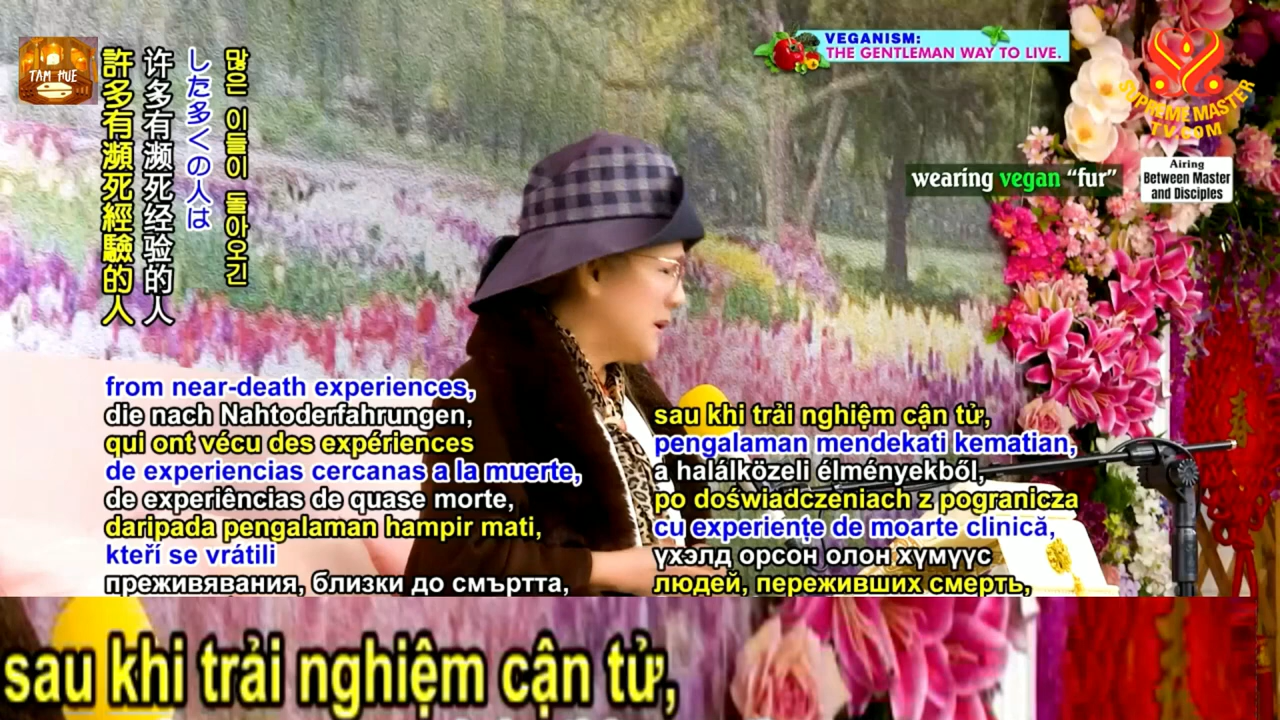 TAM HUE
許多有瀕死經驗的人
许多有濒死经验的人
した多くの人は
많은 이들이 돌아오긴
VEGANISM:
THE GENTLEMAN WAY TO LIVE.
SUPREME MASTER
TV.COM
wearing vegan “fur”
Airing
Between Master
and Disciples
from near-death experiences,
die nach Nahtoderfahrungen,
qui ont vécu des expériences
de experiencias cercanas a la muerte,
de experiências de quase morte,
daripada pengalaman hampir mati,
kteří se vrátili
преживявания, близки до смъртта,
sau khi trải nghiệm cận tử,
pengalaman mendekati kematian,
a halálközeli élményekből,
po doświadczeniach z pogranicza
cu experiențe de moarte clinică,
үхэлд орсон олон хүмүүс
людей, переживших смерть,
sau khi trải nghiệm cận tử,